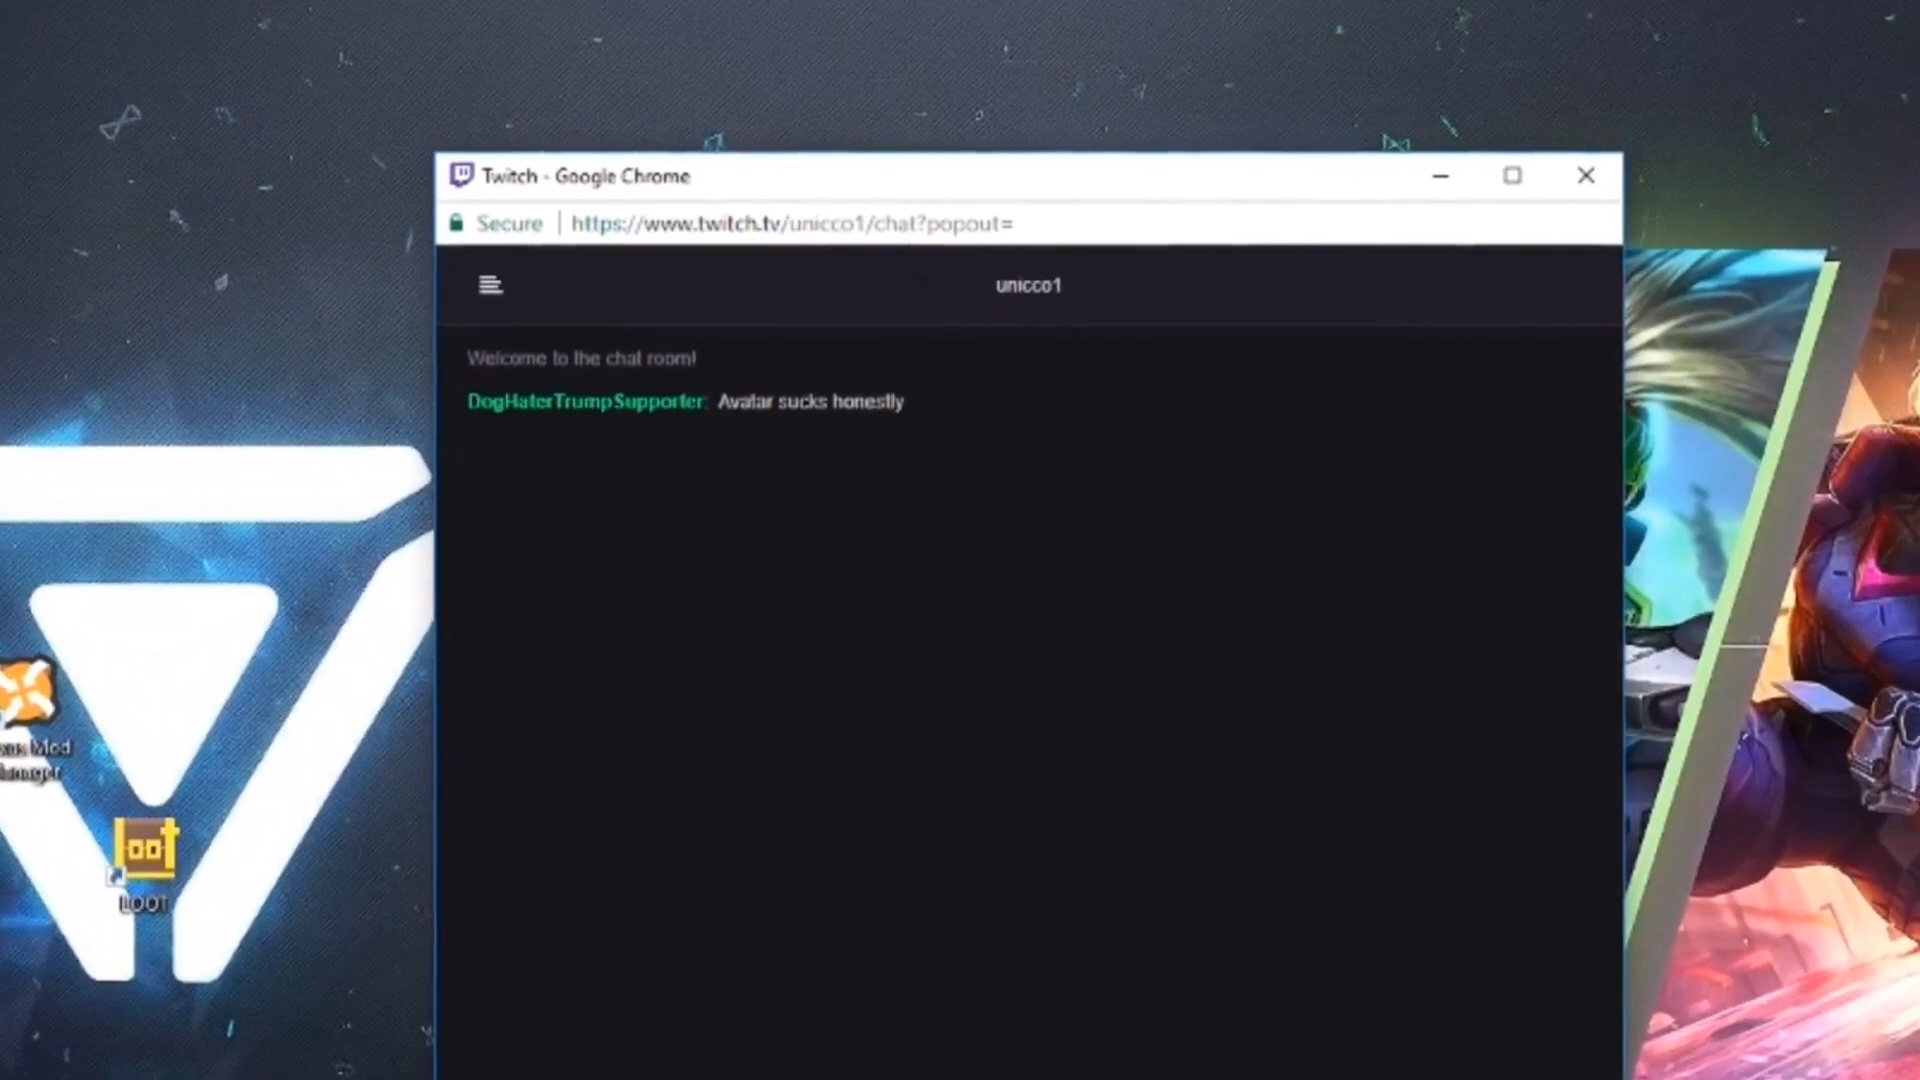 Twitch - Google Chrome
Secure | https://www.twitch.tv/unicco1/chat?popout=
unicco1
Welcome to the chat room!
DogHaterTrumpSupporter: Avatar sucks honestly
Mod
LOOT